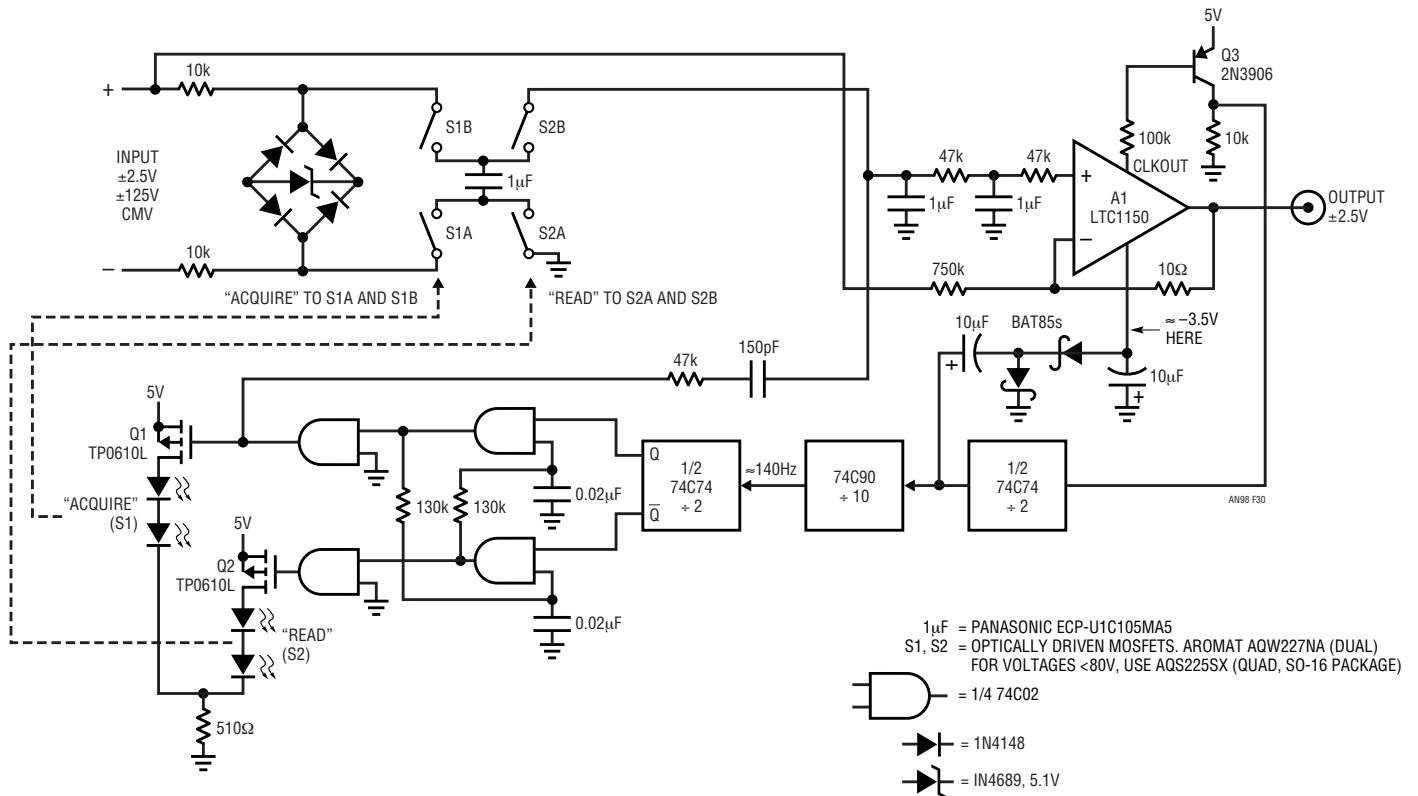 5V
Q3
2N3906
10k
+
S1B
S2B
100k
10k
CLKOUT
INPUT
±2.5V
±125V
CMV
1µF
47k
47k
+
A1
LTC1150
−
1µF
1µF
OUTPUT
±2.5V
S1A
S2A
10k
−
750k
10Ω
"ACQUIRE" TO S1A AND S1B
"READ" TO S2A AND S2B
≈ −3.5V
HERE
10µF
BAT85s
+
10µF
+
47k
150pF
5V
Q1
TP0610L
Q
1/2
74C74
÷ 2
Q
≈140Hz
74C90
÷ 10
1/2
74C74
÷ 2
AN98 F30
"ACQUIRE"
(S1)
130k
130k
0.02µF
5V
Q2
TP0610L
"READ"
(S2)
0.02µF
510Ω
1µF = PANASONIC ECP-U1C105MA5
S1, S2 = OPTICALLY DRIVEN MOSFETS. AROMAT AQW227NA (DUAL)
FOR VOLTAGES <80V, USE AQS225SX (QUAD, SO-16 PACKAGE)
= 1/4 74C02
= 1N4148
= IN4689, 5.1V